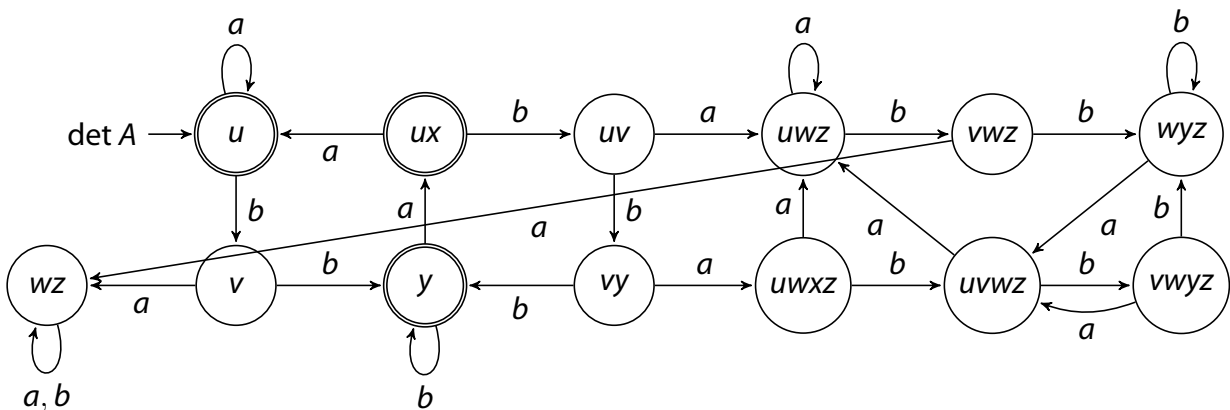 a a b
b a b b
det A u ux uv uwz vwz wyz
a
b a b a a b
a
b a b b
wz v y vy uwxz uvwz vwyz
a b a
a
a, b b